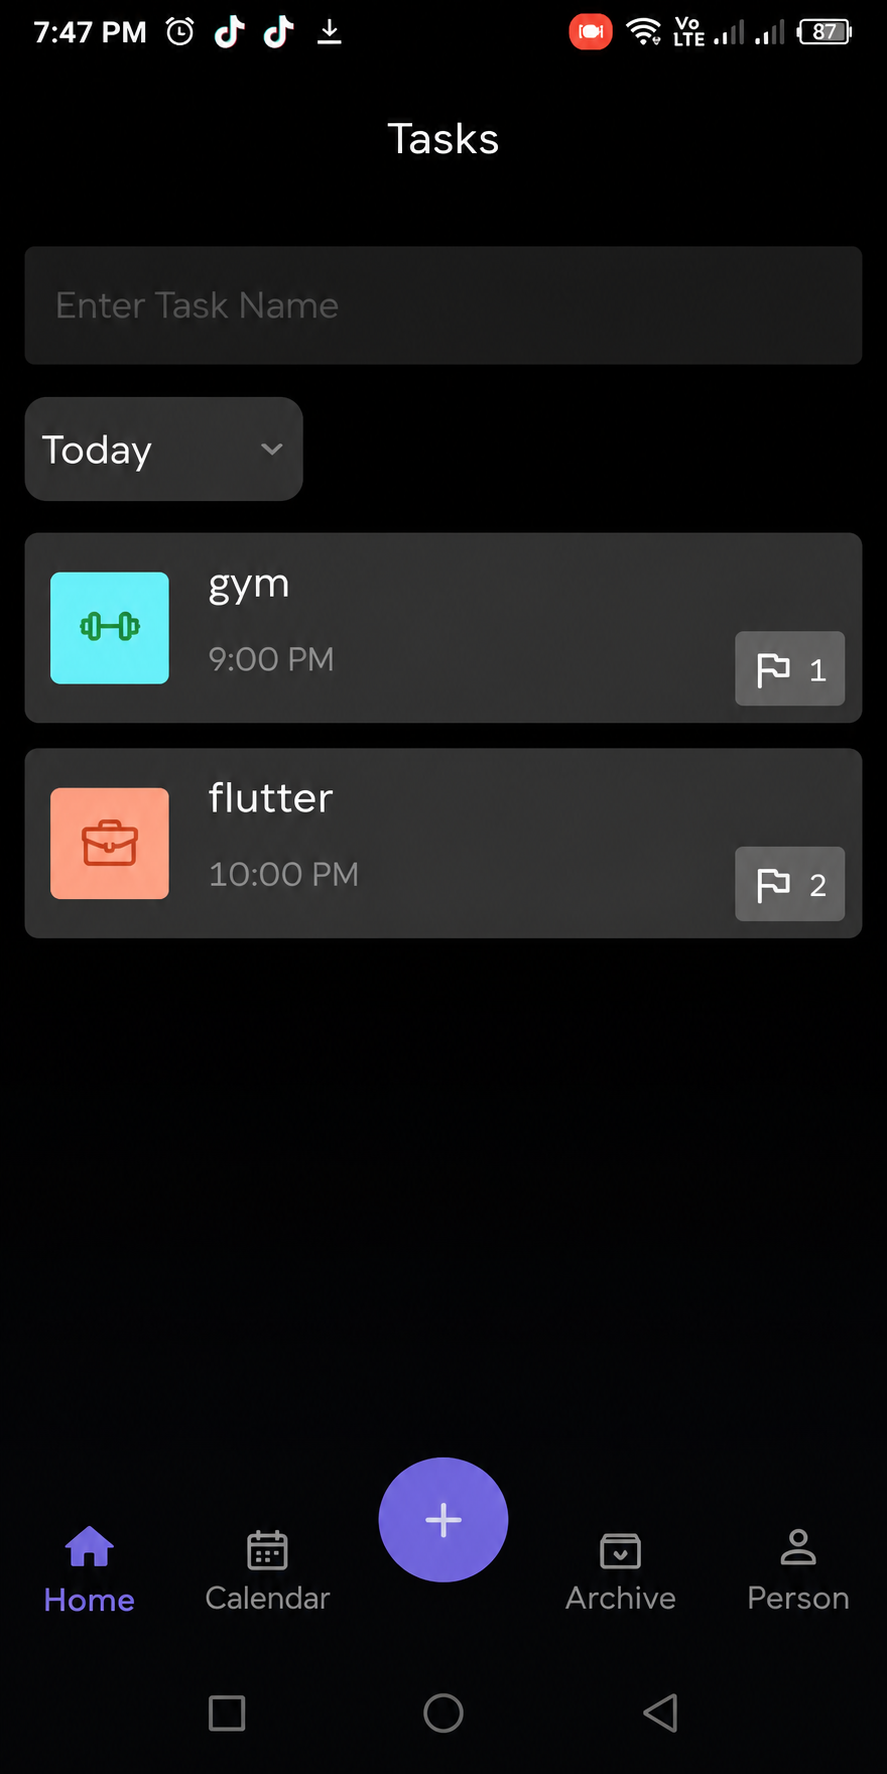 7:47 PM
Vo
LTE
87
Tasks
Enter Task Name
Today
gym
9:00 PM
1
flutter
10:00 PM
2
Home
Calendar
Archive
Person